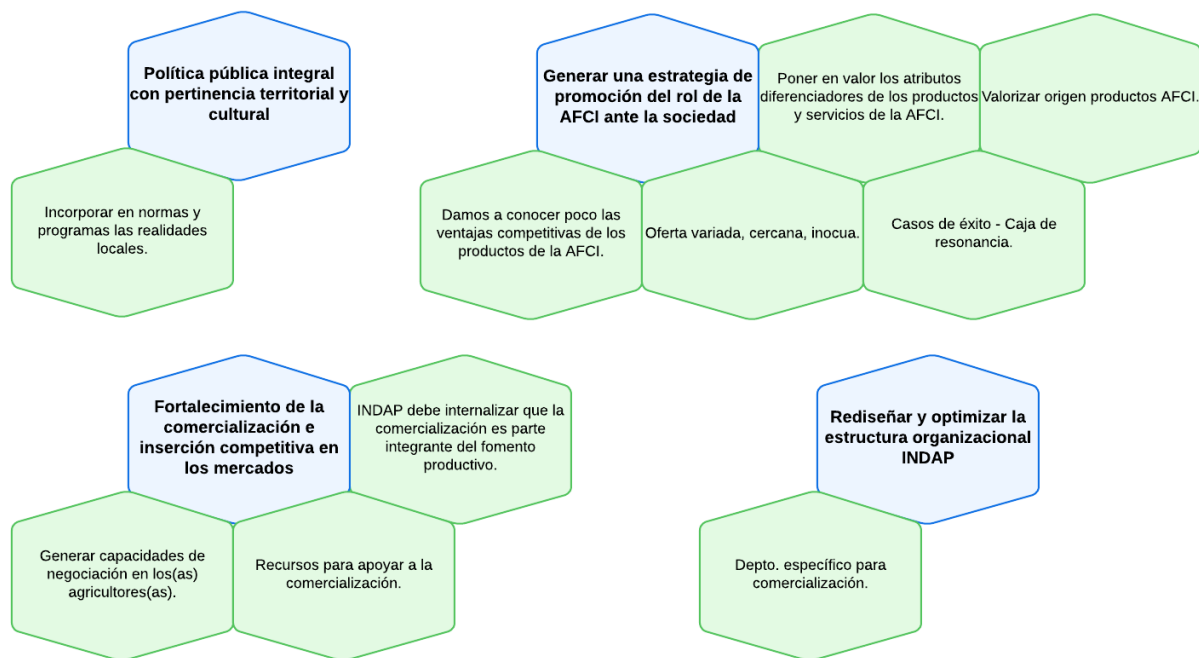 Política pública integral
con pertinencia territorial y
cultural
Incorporar en normas y
programas las realidades
locales.
Generar una estrategia de
promoción del rol de la
AFCI ante la sociedad
Poner en valor los atributos
diferenciadores de los productos
y servicios de la AFCI.
Valorizar origen productos AFCI.
Damos a conocer poco las
ventajas competitivas de los
productos de la AFCI.
Oferta variada, cercana, inocua.
Casos de éxito - Caja de
resonancia.
Fortalecimiento de la
comercialización e
inserción competitiva en
los mercados
INDAP debe internalizar que la
comercialización es parte
integrante del fomento
productivo.
Generar capacidades de
negociación en los(as)
agricultores(as).
Recursos para apoyar a la
comercialización.
Rediseñar y optimizar la
estructura organizacional
INDAP
Depto. específico para
comercialización.